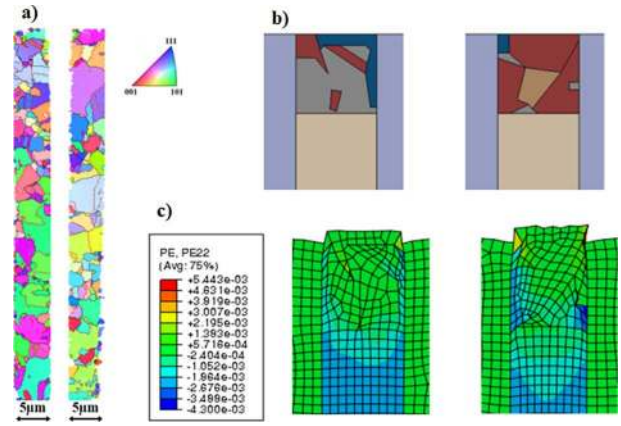 a)
111
001
101
5μm
5μm
b)
c)
PE, PE22
(Avg: 75%)
+5.443e-03
+4.631e-03
+3.819e-03
+3.007e-03
+2.195e-03
+1.383e-03
+5.716e-04
-2.404e-04
-1.052e-03
-1.864e-03
-2.676e-03
-3.488e-03
-4.300e-03